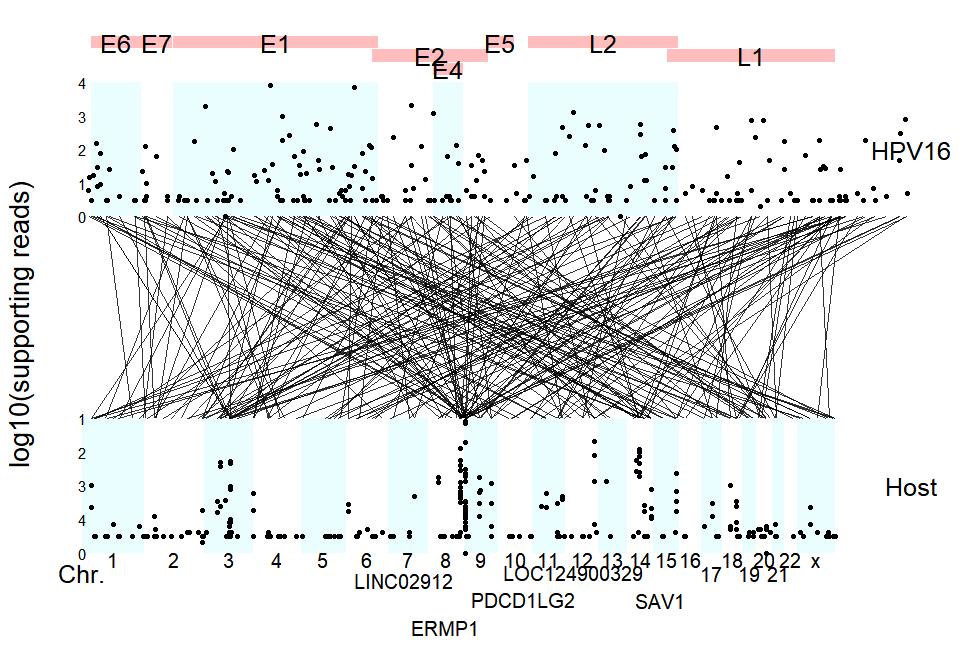 E6 E7 E1 E5 L2
E2 L1
E4
4
3
2
1
0
HPV16
log10(supporting reads)
1
2
3
4
0
Host
1 2 3 4 5 6 7 8 9 10 11 12 13 14 15 16 18 20 22 x
Chr. LINC02912 LOC124900329 17 19 21
PDCD1LG2 SAV1
ERMP1